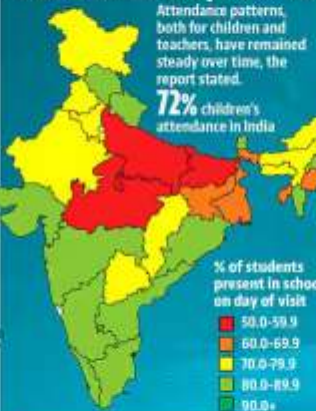 Attendance patterns,
both for children and
teachers, have remained
steady over time, the
report stated.
72% children's
attendance in India
% of students
present in schoo
on day of visit
50.0-59.9
60.0-69.9
70.0-79.9
80.0-89.9
90.0+